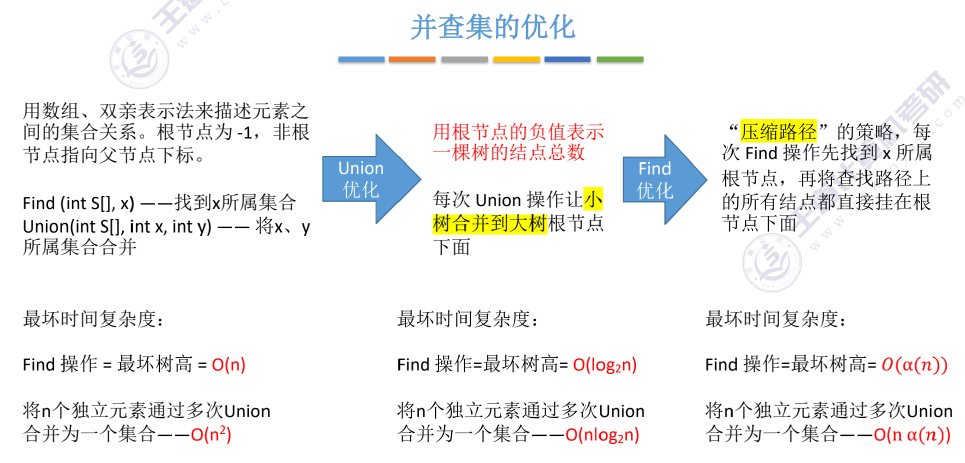 并查集的优化
用数组、双亲表示法来描述元素之
间的集合关系。根节点为 -1，非根
节点指向父节点下标。
Find (int S[], x) ——找到x所属集合
Union(int S[], int x, int y) —— 将x、y
所属集合合并
Union
优化
用根节点的负值表示
一棵树的结点总数
每次 Union 操作让小
树合并到大树根节点
下面
Find
优化
“压缩路径”的策略，每
次 Find 操作先找到 x 所属
根节点，再将查找路径上
的所有结点都直接挂在根
节点下面
最坏时间复杂度：
Find 操作 = 最坏树高 = O(n)
将n个独立元素通过多次Union
合并为一个集合——O(n²)
最坏时间复杂度：
Find 操作=最坏树高= O(log₂n)
将n个独立元素通过多次Union
合并为一个集合——O(nlog₂n)
最坏时间复杂度：
Find 操作=最坏树高= O(α(n))
将n个独立元素通过多次Union
合并为一个集合——O(n α(n))